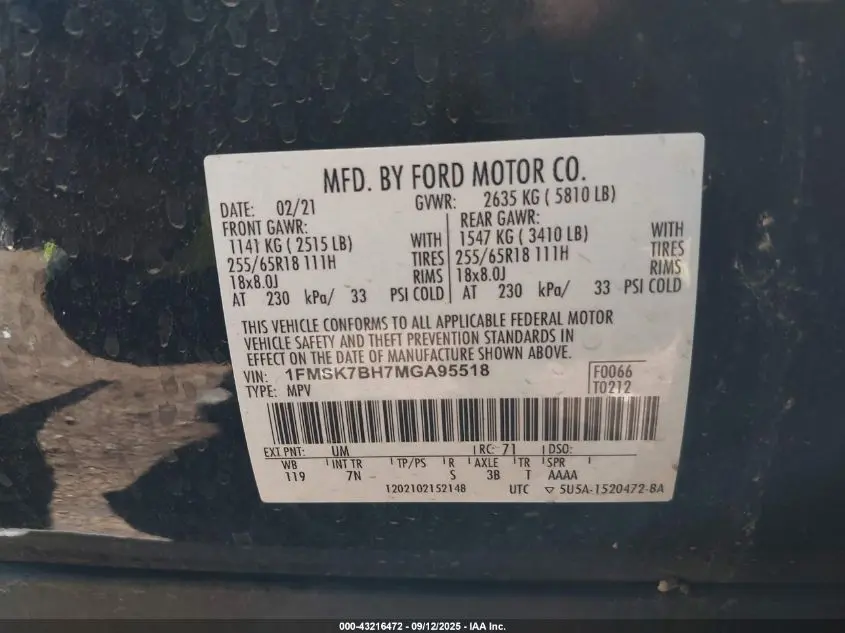 MFD. BY FORD MOTOR CO.
DATE: 02/21 GVWR: 2635 KG ( 5810 LB)
FRONT GAWR: REAR GAWR:
1141 KG ( 2515 LB) WITH 1547 KG ( 3410 LB) WITH
255/65R18 111H TIRES 255/65R18 111H TIRES
18x8.0J RIMS 18x8.0J RIMS
AT 230 kPa/ 33 PSI COLD AT 230 kPa/ 33 PSI COLD
THIS VEHICLE CONFORMS TO ALL APPLICABLE FEDERAL MOTOR
VEHICLE SAFETY AND THEFT PREVENTION STANDARDS IN
EFFECT ON THE DATE OF MANUFACTURE SHOWN ABOVE.
VIN: 1FMSK7BH7MGA95518 F0066
TYPE: MPV T0212
EXT PNT: UM RC: 71 DSO:
WB INT TR TP/PS R AXLE TR SPR
119 7N S 3B T AAAA
1202102152148 UTC ▽ 5U5A-1520472-BA
000-43216472 - 09/12/2025 - IAA Inc.